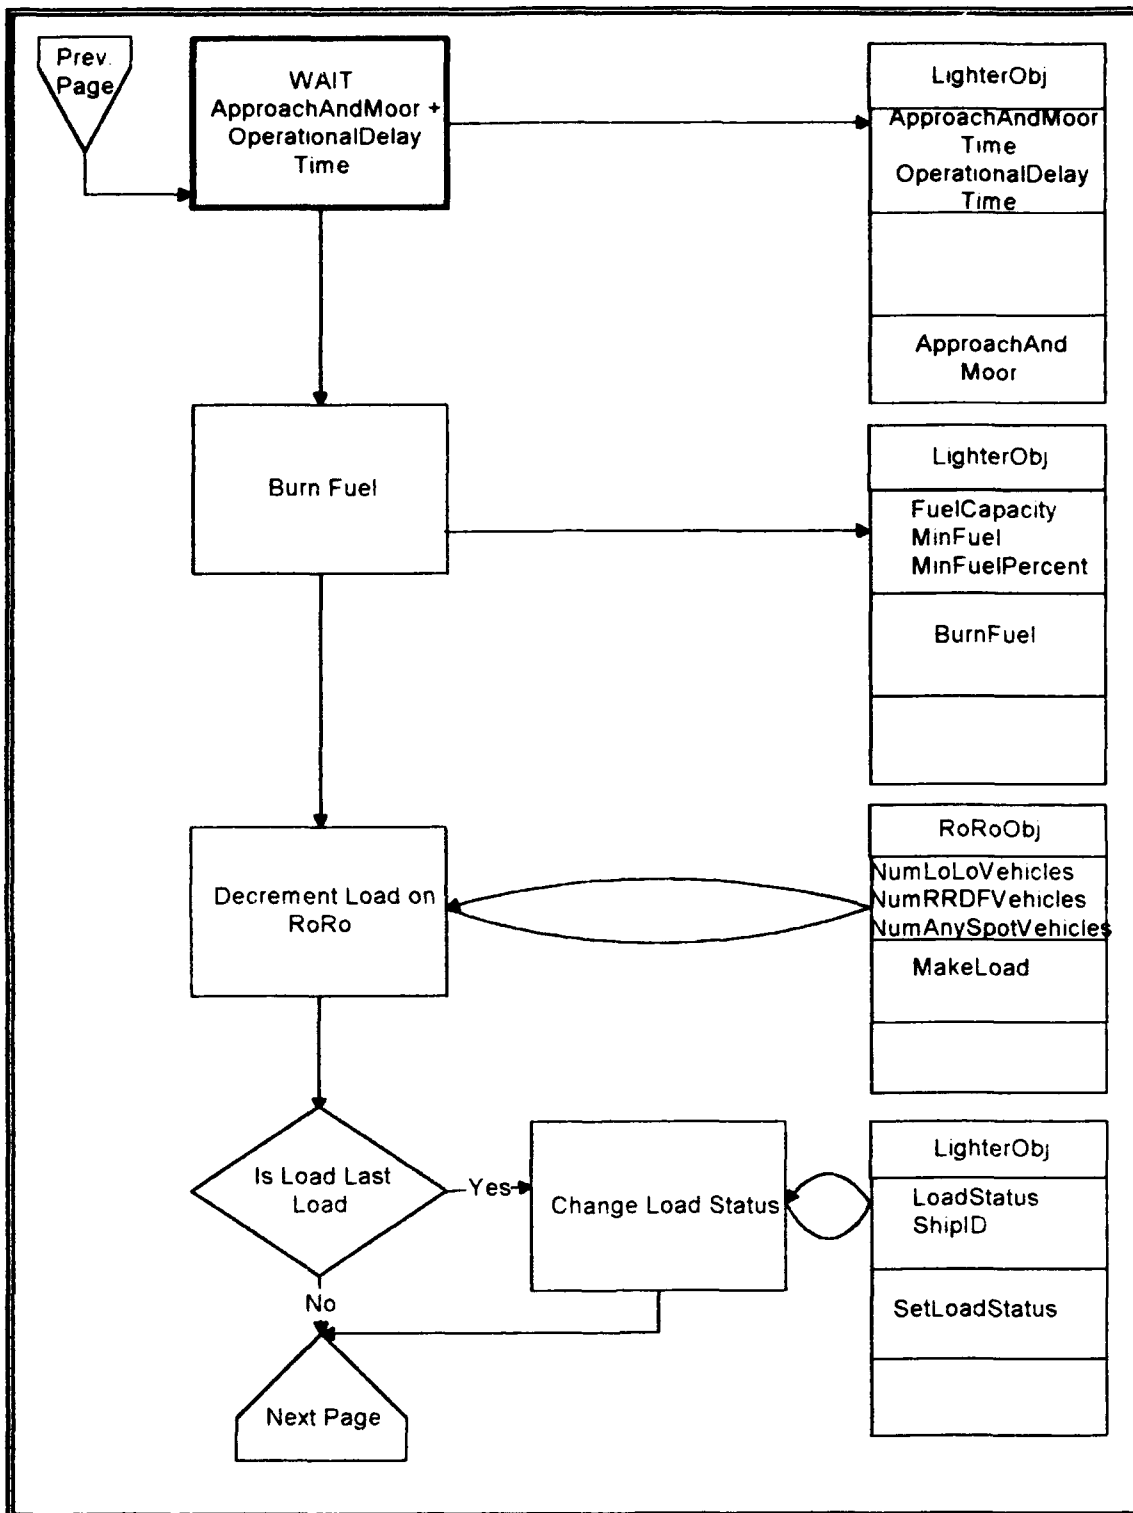 Prev.
Page
WAIT
ApproachAndMoor +
OperationalDelay
Time
LighterObj
ApproachAndMoor
Time
OperationalDelay
Time
ApproachAnd
Moor
Burn Fuel
LighterObj
FuelCapacity
MinFuel
MinFuelPercent
BurnFuel
Decrement Load on
RoRo
RoRoObj
NumLoLoVehicles
NumRRDFVehicles
NumAnySpotVehicles
MakeLoad
Is Load Last
Load
Yes
Change Load Status
LighterObj
LoadStatus
ShipID
SetLoadStatus
No
Next Page